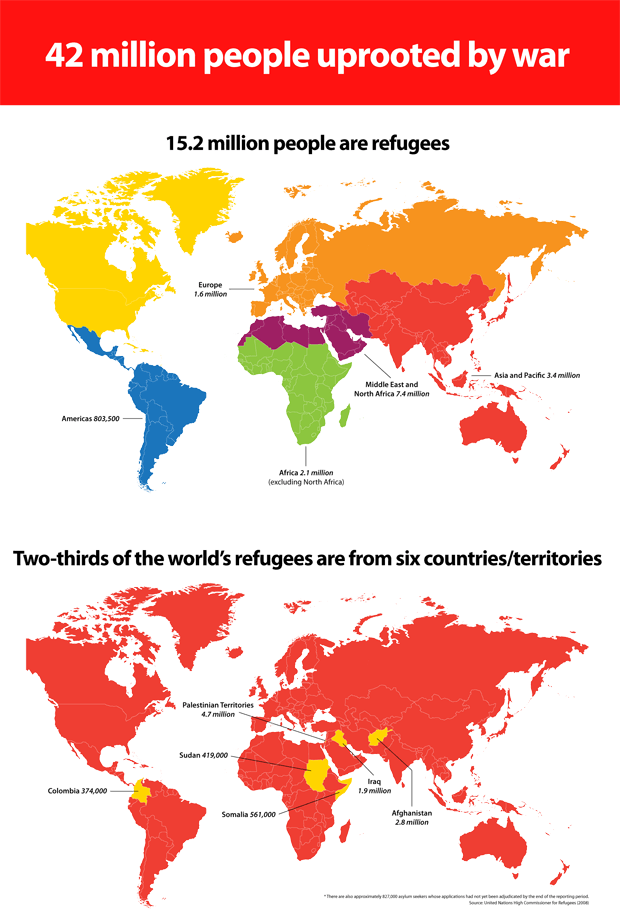 42 million people uprooted by war
15.2 million people are refugees
Europe
1.6 million
Asia and Pacific 3.4 million
Middle East and
North Africa 7.4 million
Americas 803,500
Africa 2.1 million
(excluding North Africa)
Two-thirds of the world's refugees are from six countries/territories
Palestinian Territories
4.7 million
Sudan 419,000
Iraq
1.9 million
Colombia 374,000
Somalia 561,000
Afghanistan
2.8 million
* There are also approximately 827,000 asylum seekers whose applications had not yet been adjudicated by the end of the reporting period.
Source: United Nations High Commissioner for Refugees (2008)